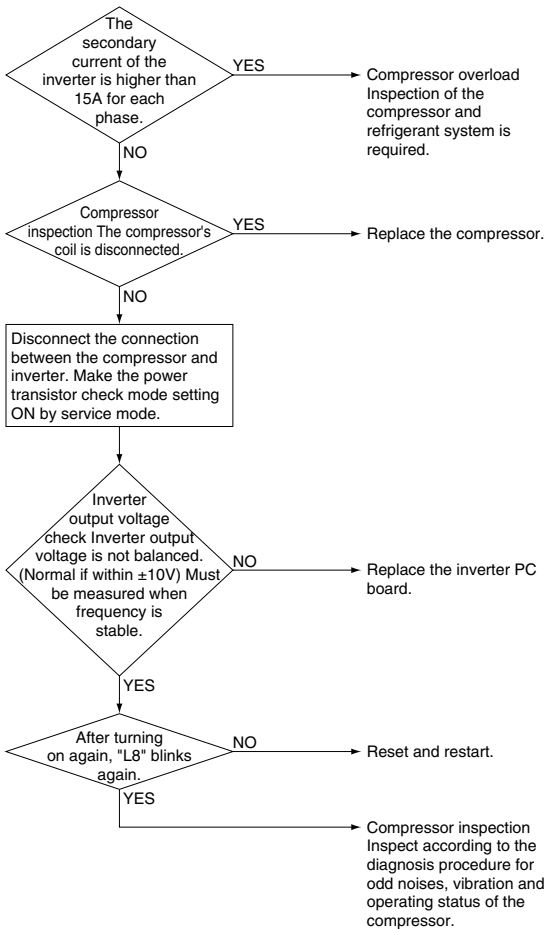 The
secondary
current of the
inverter is higher than
15A for each
phase.
YES
Compressor overload
Inspection of the
compressor and
refrigerant system is
required.
NO
Compressor
inspection The compressor's
coil is disconnected.
YES
Replace the compressor.
NO
Disconnect the connection
between the compressor and
inverter. Make the power
transistor check mode setting
ON by service mode.
Inverter
output voltage
check Inverter output
voltage is not balanced.
(Normal if within ±10V) Must
be measured when
frequency is
stable.
NO
Replace the inverter PC
board.
YES
After turning
on again, "L8" blinks
again.
NO
Reset and restart.
YES
Compressor inspection
Inspect according to the
diagnosis procedure for
odd noises, vibration and
operating status of the
compressor.